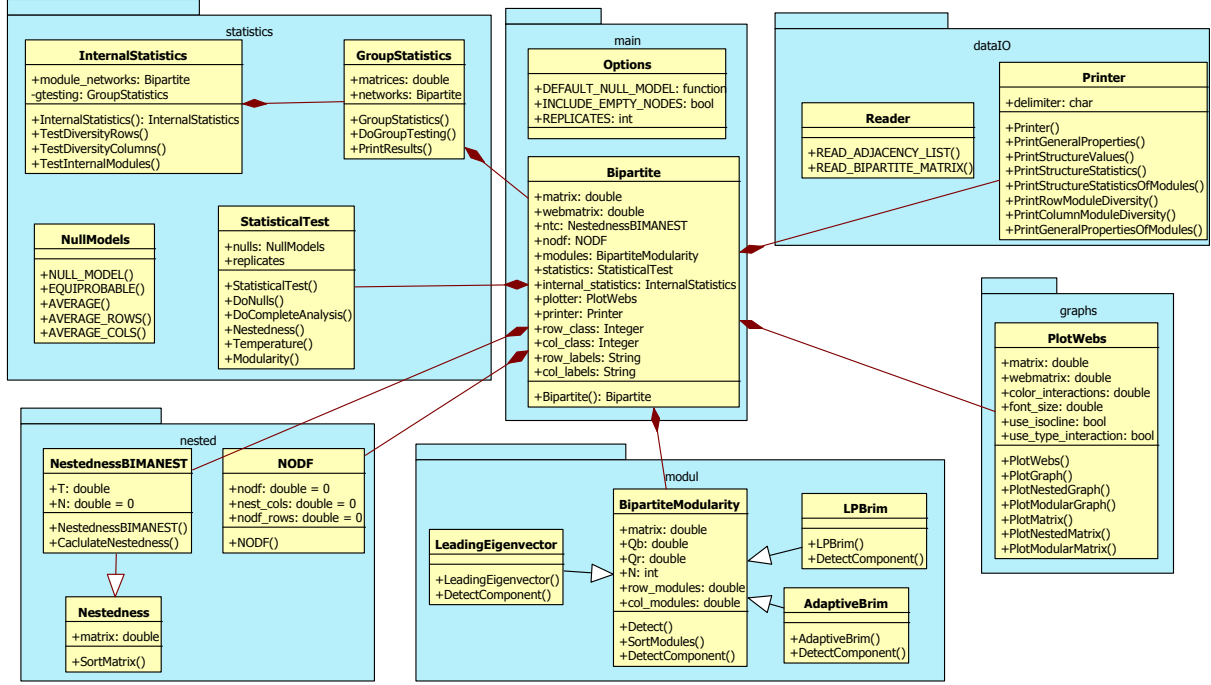 statistics
InternalStatistics
+module_networks: Bipartite
-gtesting: GroupStatistics
+InternalStatistics(): InternalStatistics
+TestDiversityRows()
+TestDiversityColumns()
+TestInternalModules()
GroupStatistics
+matrices: double
+networks: Bipartite
+GroupStatistics()
+DoGroupTesting()
+PrintResults()
NullModels
+NULL_MODEL()
+EQUIPROBABLE()
+AVERAGE()
+AVERAGE_ROWS()
+AVERAGE_COLS()
StatisticalTest
+nulls: NullModels
+replicates
+StatisticalTest()
+DoNulls()
+DoCompleteAnalysis()
+Nestedness()
+Temperature()
+Modularity()
main
Options
+DEFAULT_NULL_MODEL: function
+INCLUDE_EMPTY_NODES: bool
+REPLICATES: int
Bipartite
+matrix: double
+webmatrix: double
+ntc: NestednessBIMANEST
+nodf: NODF
+modules: BipartiteModularity
+statistics: StatisticalTest
+internal_statistics: InternalStatistics
+plotter: PlotWebs
+printer: Printer
+row_class: Integer
+col_class: Integer
+row_labels: String
+col_labels: String
+Bipartite(): Bipartite
dataIO
Reader
+READ_ADJACENCY_LIST()
+READ_BIPARTITE_MATRIX()
Printer
+delimiter: char
+Printer()
+PrintGeneralProperties()
+PrintStructureValues()
+PrintStructureStatistics()
+PrintStructureStatisticsOfModules()
+PrintRowModuleDiversity()
+PrintColumnModuleDiversity()
+PrintGeneralPropertiesOfModules()
graphs
PlotWebs
+matrix: double
+webmatrix: double
+color_interactions: double
+font_size: double
+use_isocline: bool
+use_type_interaction: bool
+PlotWebs()
+PlotGraph()
+PlotNestedGraph()
+PlotModularGraph()
+PlotMatrix()
+PlotNestedMatrix()
+PlotModularMatrix()
nested
NestednessBIMANEST
+T: double
+N: double = 0
+NestednessBIMANEST()
+CaclulateNestedness()
NODF
+nodf: double = 0
+nest_cols: double = 0
+nodf_rows: double = 0
+NODF()
Nestedness
+matrix: double
+SortMatrix()
modul
LeadingEigenvector
+LeadingEigenvector()
+DetectComponent()
BipartiteModularity
+matrix: double
+Qb: double
+Qr: double
+N: int
+row_modules: double
+col_modules: double
+Detect()
+SortModules()
+DetectComponent()
LPBrim
+LPBrim()
+DetectComponent()
AdaptiveBrim
+AdaptiveBrim()
+DetectComponent()